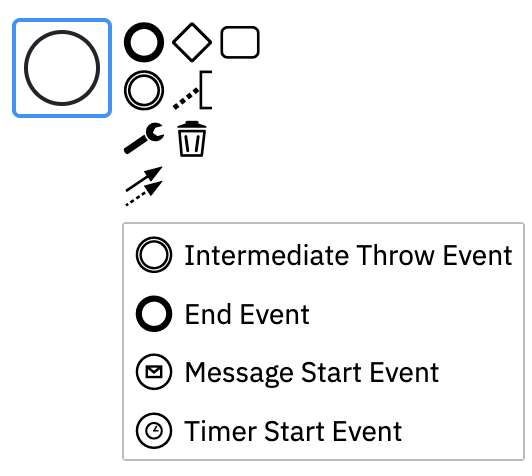 Intermediate Throw Event
End Event
Message Start Event
Timer Start Event